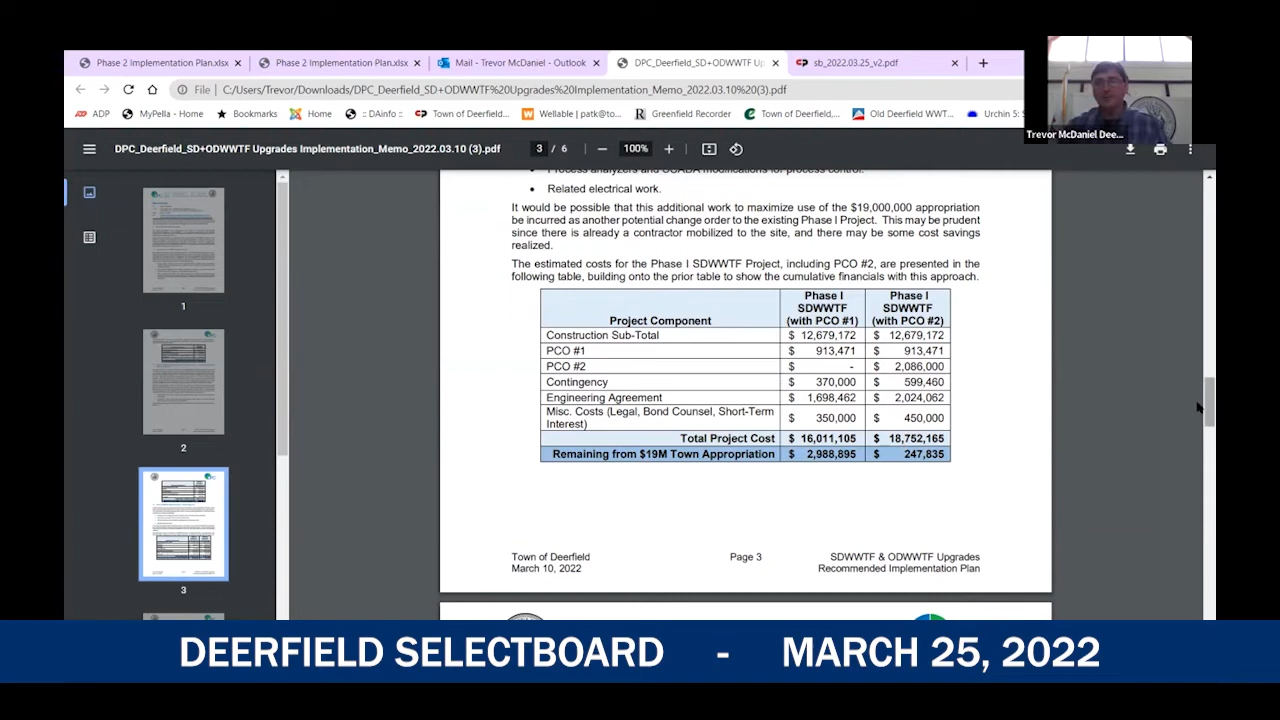 Phase 2 Implementation Plan.xlsx
Phase 2 Implementation Plan.xlsx
Mail - Trevor McDaniel - Outlook
DPC_Deerfield_SD+ODWWTF U
sb_2022.03.25_v2.pdf
File | C:/Users/Trevor/Downloads/DPC_Deerfield_SD+ODWWTF%20Upgrades%20Implementation_Memo_2022.03.10%20(3).pdf
ADP
MyPella - Home
Bookmarks
Home
:: DAinfo ::
Town of Deerfield...
Wellable | patk@to...
Greenfield Recorder
Town of Deerfield,...
Old Deerfield WWT...
Urchin 5:
Trevor McDaniel Dee...
DPC_Deerfield_SD+ODWWTF Upgrades Implementation_Memo_2022.03.10 (3).pdf
3 / 6
100%
1
2
3
• Process analyzers and SCADA modifications for process control.
• Related electrical work.
It would be possible that this additional work to maximize use of the $19,000,000 appropriation
be incurred as another potential change order to the existing Phase I Project. This may be prudent
since there is already a contractor mobilized to the site, and there may be some cost savings
realized.
The estimated costs for the Phase I SDWWTF Project, including PCO #2, are presented in the
following table, building onto the prior table to show the cumulative financials with this approach.
Project Component Phase I SDWWTF (with PCO #1) Phase I SDWWTF (with PCO #2)
Construction Sub-Total $ 12,679,172 $ 12,679,172
PCO #1 $ 913,471 $ 913,471
PCO #2 $ - $ 2,086,000
Contingency $ 370,000 $ 599,460
Engineering Agreement $ 1,698,462 $ 2,024,062
Misc. Costs (Legal, Bond Counsel, Short-Term
Interest) $ 350,000 $ 450,000
Total Project Cost $ 16,011,105 $ 18,752,165
Remaining from $19M Town Appropriation $ 2,988,895 $ 247,835
Town of Deerfield Page 3 SDWWTF & ODWWTF Upgrades
March 10, 2022 Recommended Implementation Plan
DEERFIELD SELECTBOARD - MARCH 25, 2022